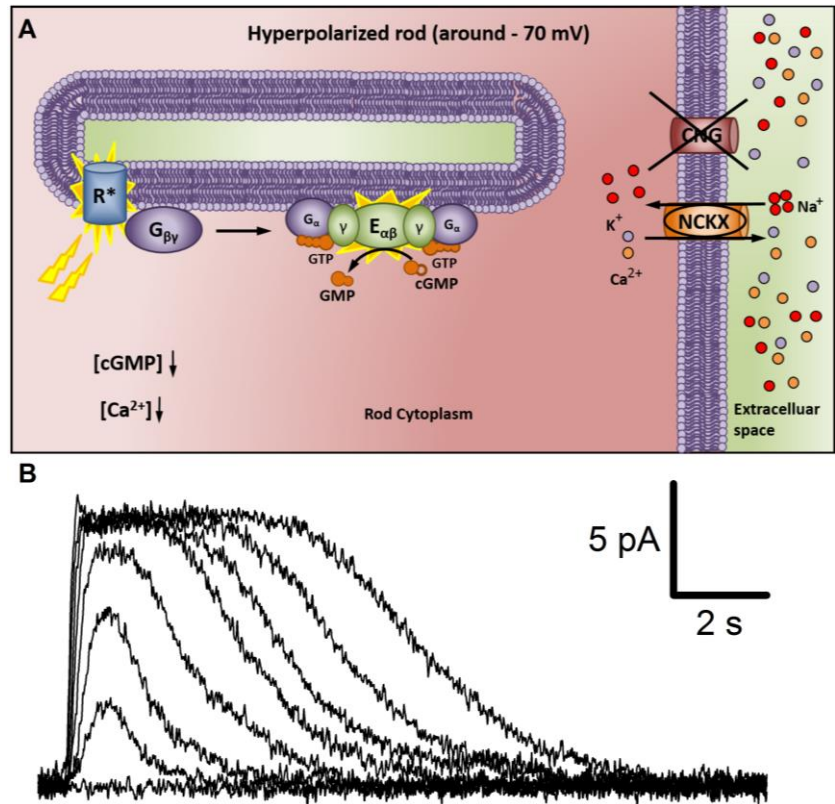 A
Hyperpolarized rod (around - 70 mV)
CNG
R*
Gβγ
Gα
γ
Eαβ
γ
Gα
GTP
GTP
GMP
cGMP
K+
NCKX
Na+
Ca2+
[cGMP]↓
[Ca2+]↓
Rod Cytoplasm
Extracelluar
space
B
5 pA
2 s